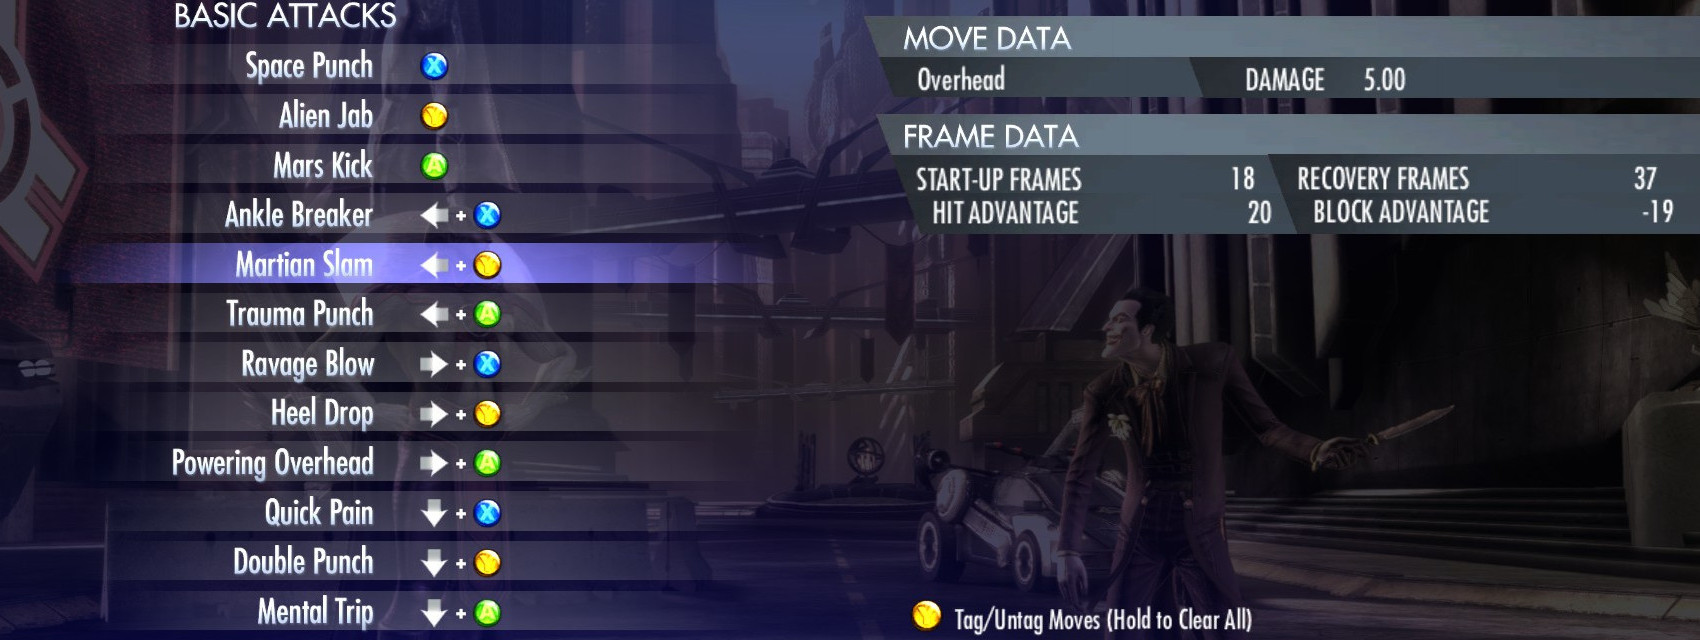 BASIC ATTACKS
Space Punch X
Alien Jab Y
Mars Kick A
Ankle Breaker + X
Martian Slam + Y
Trauma Punch + A
Ravage Blow + X
Heel Drop + Y
Powering Overhead + A
Quick Pain + X
Double Punch + Y
Mental Trip + A
MOVE DATA
Overhead DAMAGE 5.00
FRAME DATA
START-UP FRAMES 18 RECOVERY FRAMES 37
HIT ADVANTAGE 20 BLOCK ADVANTAGE -19
Y Tag/Untag Moves (Hold to Clear All)